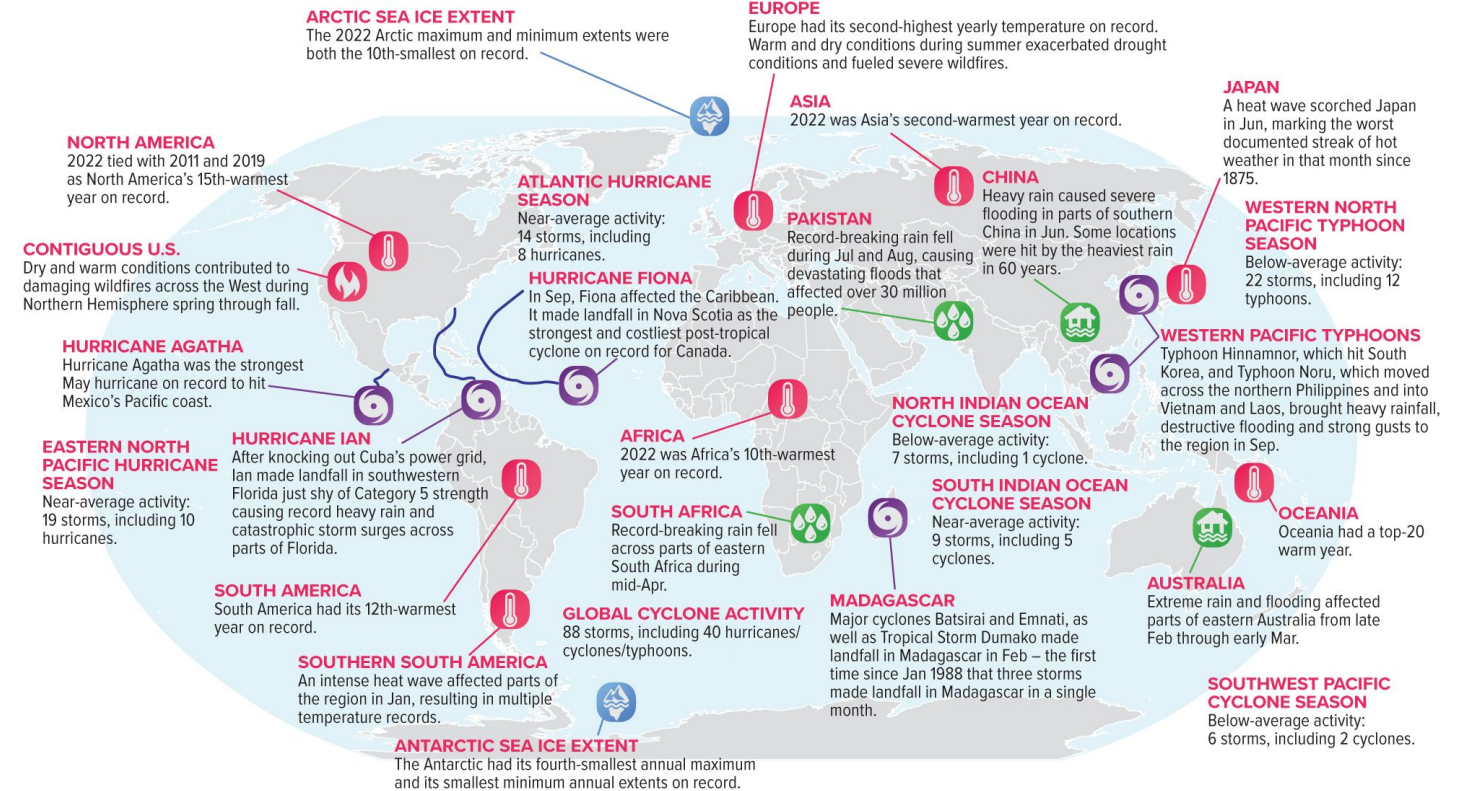 ARCTIC SEA ICE EXTENT
The 2022 Arctic maximum and minimum extents were
both the 10th-smallest on record.
EUROPE
Europe had its second-highest yearly temperature on record.
Warm and dry conditions during summer exacerbated drought
conditions and fueled severe wildfires.
ASIA
2022 was Asia's second-warmest year on record.
JAPAN
A heat wave scorched Japan
in Jun, marking the worst
documented streak of hot
weather in that month since
1875.
NORTH AMERICA
2022 tied with 2011 and 2019
as North America's 15th-warmest
year on record.
ATLANTIC HURRICANE
SEASON
Near-average activity:
14 storms, including
8 hurricanes.
CHINA
Heavy rain caused severe
flooding in parts of southern
China in Jun. Some locations
were hit by the heaviest rain
in 60 years.
PAKISTAN
Record-breaking rain fell
during Jul and Aug, causing
devastating floods that
affected over 30 million
people.
WESTERN NORTH
PACIFIC TYPHOON
SEASON
Below-average activity:
22 storms, including 12
typhoons.
CONTIGUOUS U.S.
Dry and warm conditions contributed to
damaging wildfires across the West during
Northern Hemisphere spring through fall.
HURRICANE FIONA
In Sep, Fiona affected the Caribbean.
It made landfall in Nova Scotia as the
strongest and costliest post-tropical
cyclone on record for Canada.
WESTERN PACIFIC TYPHOONS
Typhoon Hinnamnor, which hit South
Korea, and Typhoon Noru, which moved
across the northern Philippines and into
Vietnam and Laos, brought heavy rainfall,
destructive flooding and strong gusts to
the region in Sep.
HURRICANE AGATHA
Hurricane Agatha was the strongest
May hurricane on record to hit
Mexico's Pacific coast.
NORTH INDIAN OCEAN
CYCLONE SEASON
Below-average activity:
7 storms, including 1 cyclone.
EASTERN NORTH
PACIFIC HURRICANE
SEASON
Near-average activity:
19 storms, including 10
hurricanes.
HURRICANE IAN
After knocking out Cuba's power grid,
Ian made landfall in southwestern
Florida just shy of Category 5 strength
causing record heavy rain and
catastrophic storm surges across
parts of Florida.
AFRICA
2022 was Africa's 10th-warmest
year on record.
SOUTH INDIAN OCEAN
CYCLONE SEASON
Near-average activity:
9 storms, including 5
cyclones.
SOUTH AFRICA
Record-breaking rain fell
across parts of eastern
South Africa during
mid-Apr.
OCEANIA
Oceania had a top-20
warm year.
SOUTH AMERICA
South America had its 12th-warmest
year on record.
GLOBAL CYCLONE ACTIVITY
88 storms, including 40 hurricanes/
cyclones/typhoons.
MADAGASCAR
Major cyclones Batsirai and Emnati, as
well as Tropical Storm Dumako made
landfall in Madagascar in Feb – the first
time since Jan 1988 that three storms
made landfall in Madagascar in a single
month.
AUSTRALIA
Extreme rain and flooding affected
parts of eastern Australia from late
Feb through early Mar.
SOUTHERN SOUTH AMERICA
An intense heat wave affected parts of
the region in Jan, resulting in multiple
temperature records.
SOUTHWEST PACIFIC
CYCLONE SEASON
Below-average activity:
6 storms, including 2 cyclones.
ANTARCTIC SEA ICE EXTENT
The Antarctic had its fourth-smallest annual maximum
and its smallest minimum annual extents on record.